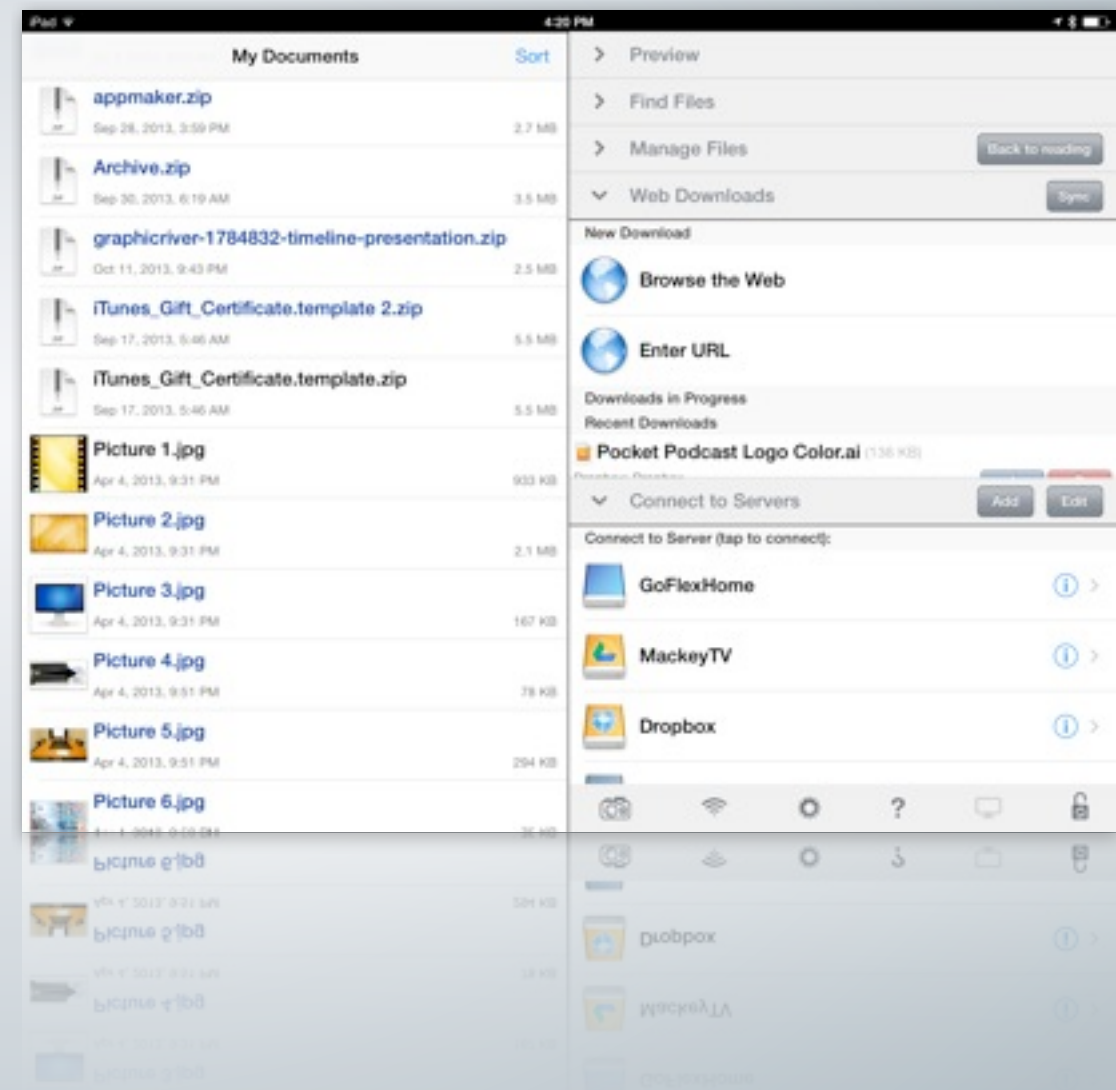 iPad
4:20 PM
My Documents
Sort
appmaker.zip
Sep 28, 2013, 3:59 PM
2.7 MB
Archive.zip
Sep 30, 2013, 6:19 AM
3.5 MB
graphicriver-1784832-timeline-presentation.zip
Oct 11, 2013, 9:43 PM
2.5 MB
iTunes_Gift_Certificate.template 2.zip
Sep 17, 2013, 5:46 AM
5.5 MB
iTunes_Gift_Certificate.template.zip
Sep 17, 2013, 5:46 AM
5.5 MB
Picture 1.jpg
Apr 4, 2013, 9:31 PM
933 KB
Picture 2.jpg
Apr 4, 2013, 9:31 PM
2.1 MB
Picture 3.jpg
Apr 4, 2013, 9:31 PM
167 KB
Picture 4.jpg
Apr 4, 2013, 9:51 PM
78 KB
Picture 5.jpg
Apr 4, 2013, 9:51 PM
294 KB
Picture 6.jpg
Preview
Find Files
Manage Files
Back to reading
Web Downloads
Sync
New Download
Browse the Web
Enter URL
Downloads in Progress
Recent Downloads
Pocket Podcast Logo Color.ai (136 KB)
Connect to Servers
Add
Edit
Connect to Server (tap to connect):
GoFlexHome
MackeyTV
Dropbox
?